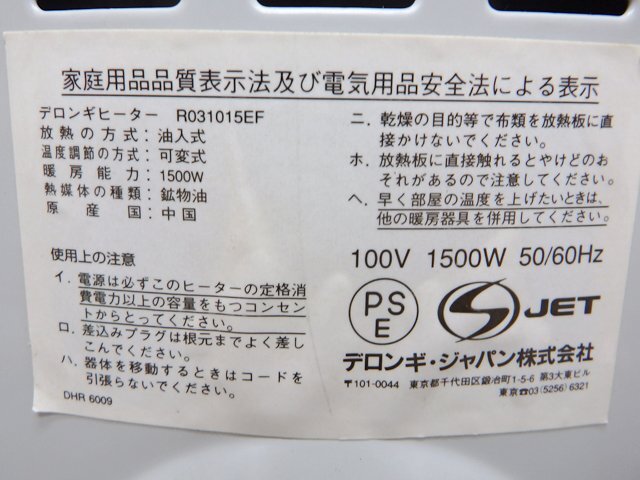 家庭用品品質表示法及び電気用品安全法による表示
デロンギヒーター R031015EF
放熱の方式：油入式
温度調節の方式：可変式
暖房能力：1500W
熱媒体の種類：鉱物油
原産国：中国
使用上の注意
イ．電源は必ずこのヒーターの定格消
費電力以上の容量をもつコンセン
トからとってください。
ロ．差込みプラグは根元までよく差し
こんでください。
ハ．器体を移動するときはコードを
引張らないでください。
DHR 6009
ニ．乾燥の目的等で布類を放熱板に直
接かけないでください。
ホ．放熱板に直接触れるとやけどのお
それがあるので注意してください。
ヘ．早く部屋の温度を上げたいときは、
他の暖房器具を併用してください。
100V 1500W 50/60Hz
PS
E
JET
デロンギ・ジャパン株式会社
〒101-0044 東京都千代田区鍛冶町1-5-6 第3大東ビル
東京☎03(5256)6321